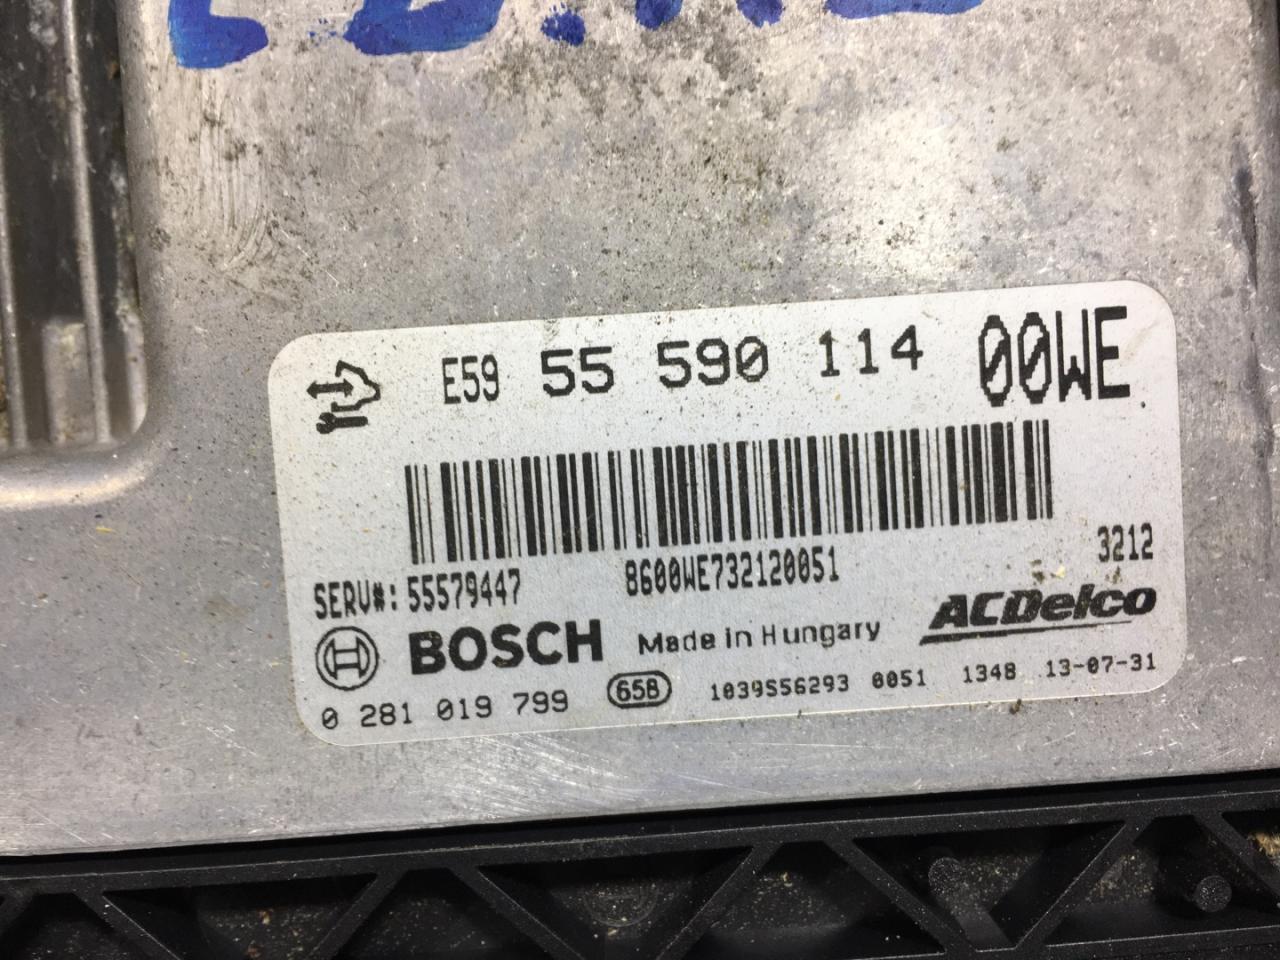 E59 55 590 114 00WE
3212
SERV#: 55579447 8600WE732120051
BOSCH Made in Hungary ACDelco
0 281 019 799 65B 1039S56293 0051 1348 13-07-31